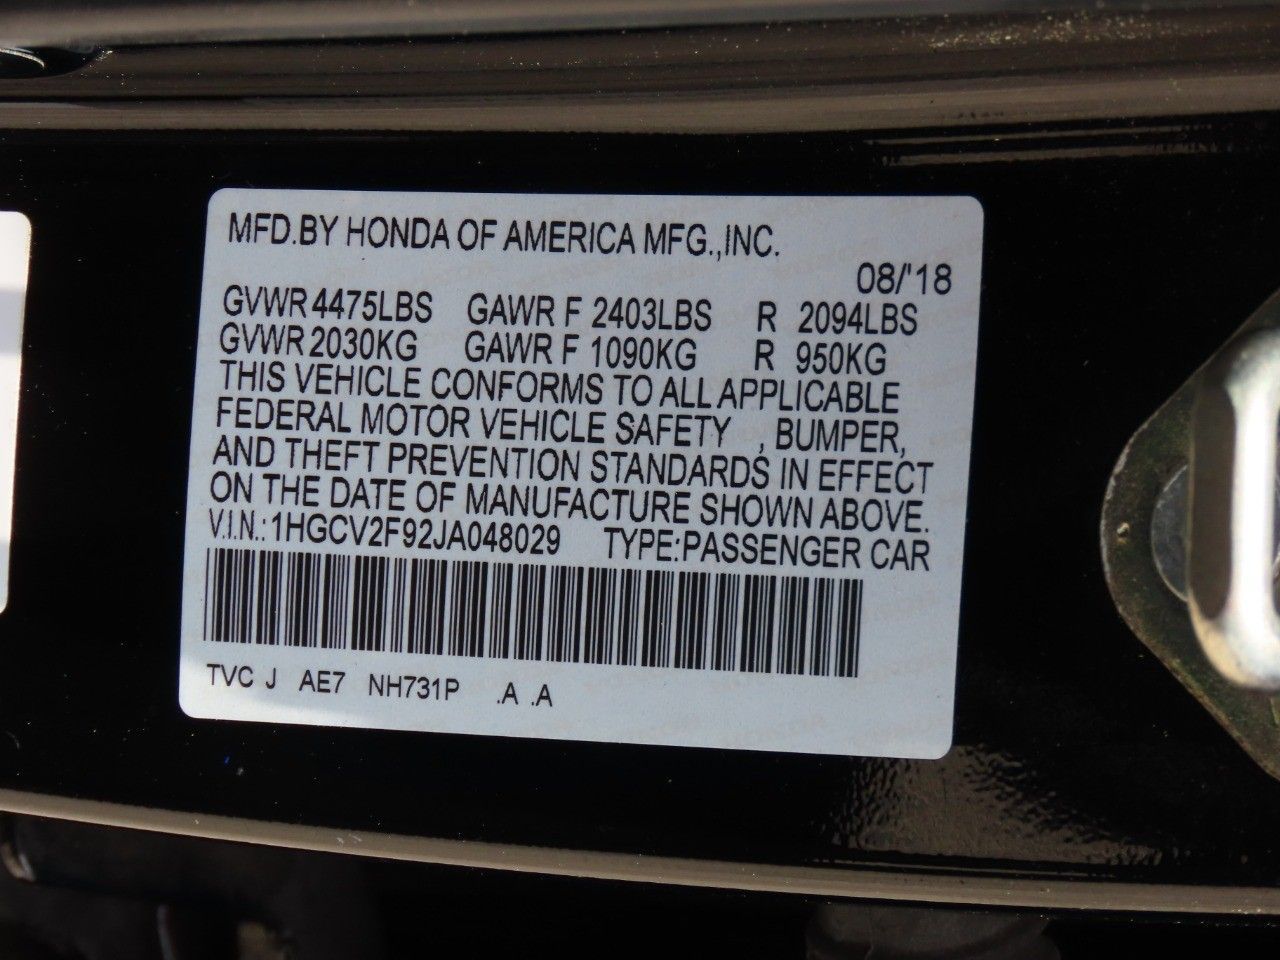 MFD.BY HONDA OF AMERICA MFG.,INC.
08/'18
GVWR 4475LBS GAWR F 2403LBS R 2094LBS
GVWR 2030KG GAWR F 1090KG R 950KG
THIS VEHICLE CONFORMS TO ALL APPLICABLE
FEDERAL MOTOR VEHICLE SAFETY , BUMPER,
AND THEFT PREVENTION STANDARDS IN EFFECT
ON THE DATE OF MANUFACTURE SHOWN ABOVE.
V.I.N.:1HGCV2F92JA048029 TYPE:PASSENGER CAR
TVC J AE7 NH731P .A .A